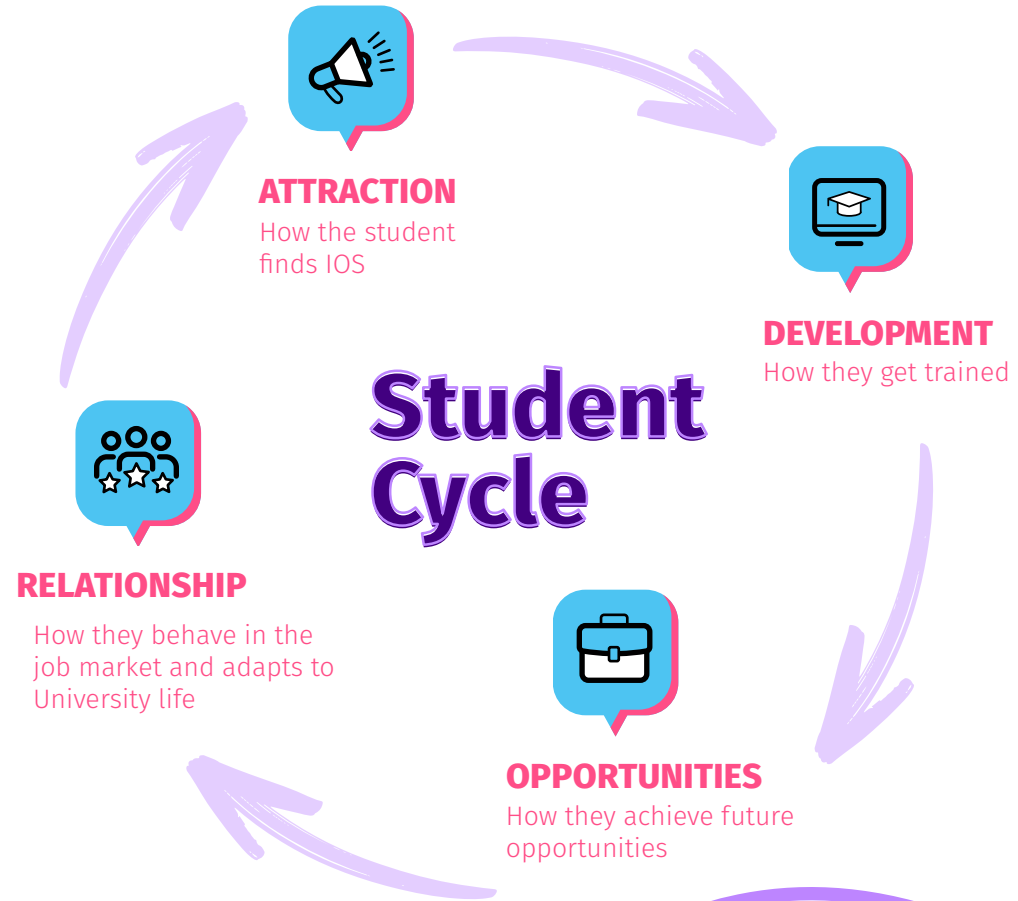 ATTRACTION
How the student
finds IOS
DEVELOPMENT
How they get trained
Student
Cycle
RELATIONSHIP
How they behave in the
job market and adapts to
University life
OPPORTUNITIES
How they achieve future
opportunities